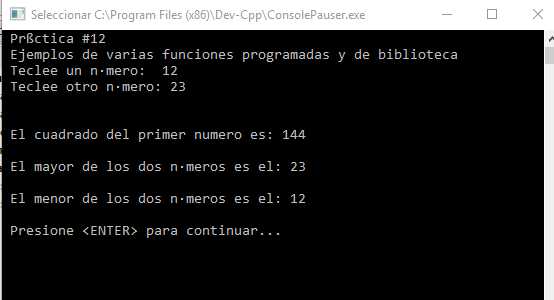 Seleccionar C:\Program Files (x86)\Dev-Cpp\ConsolePauser.exe
Prßctica #12
Ejemplos de varias funciones programadas y de biblioteca
Teclee un n·mero:  12
Teclee otro n·mero: 23
El cuadrado del primer numero es: 144
El mayor de los dos n·meros es el: 23
El menor de los dos n·meros es el: 12
Presione <ENTER> para continuar...